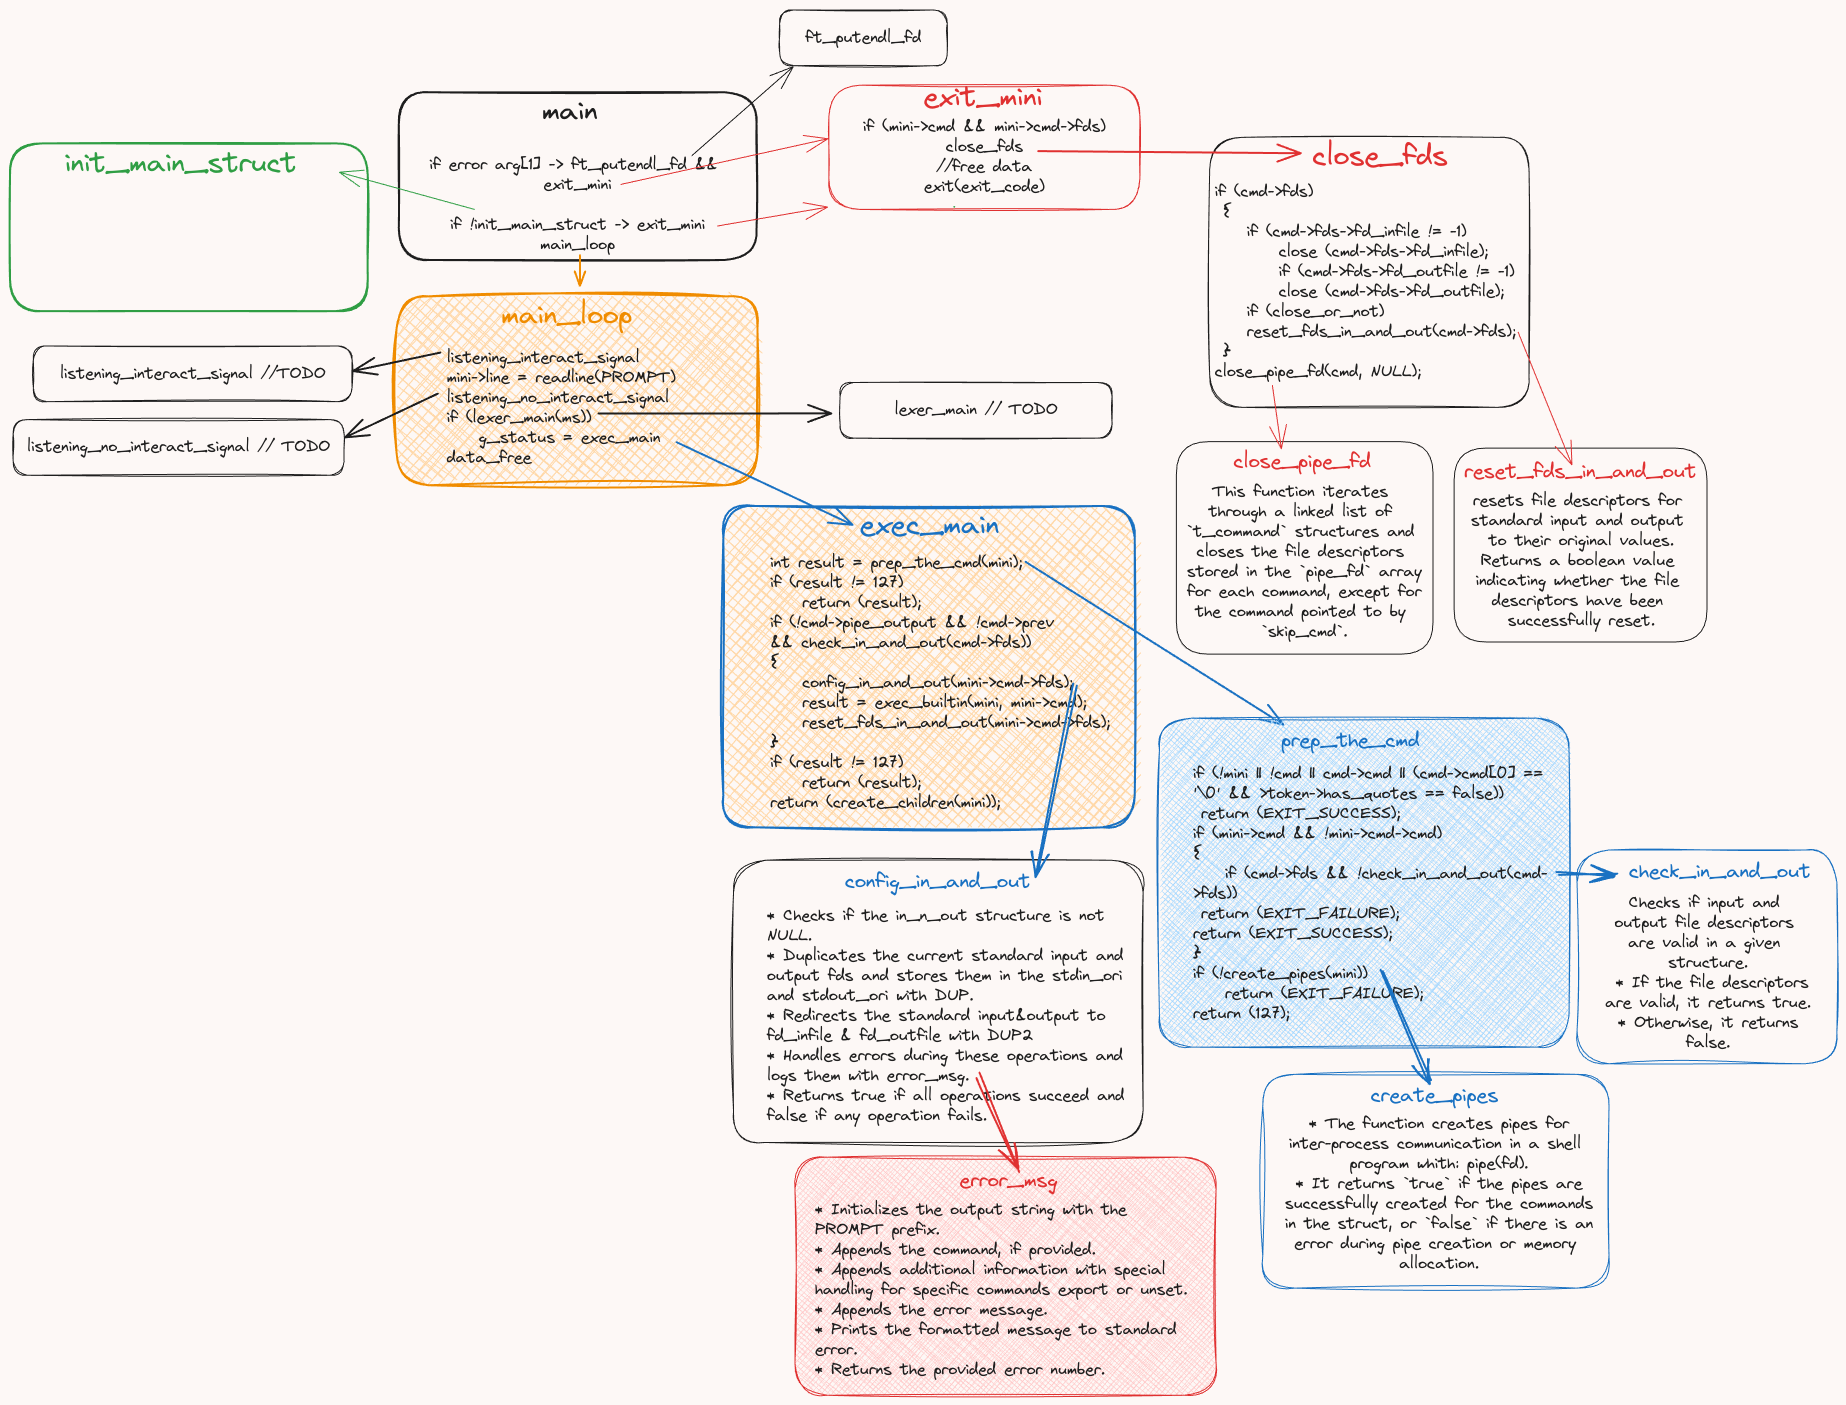 ft_putendl_fd
main
if error arg[1] -> ft_putendl_fd &&
exit_mini
if !init_main_struct -> exit_mini
main_loop
exit_mini
if (mini->cmd && mini->cmd->fds)
close_fds
//free data
exit(exit_code)
init_main_struct
close_fds
if (cmd->fds)
{
if (cmd->fds->fd_infile != -1)
close (cmd->fds->fd_infile);
if (cmd->fds->fd_outfile != -1)
close (cmd->fds->fd_outfile);
if (close_or_not)
reset_fds_in_and_out(cmd->fds);
}
close_pipe_fd(cmd, NULL);
main_loop
listening_interact_signal
mini->line = readline(PROMPT)
listening_no_interact_signal
if (lexer_main(ms))
g_status = exec_main
data_free
listening_interact_signal //TODO
listening_no_interact_signal // TODO
lexer_main // TODO
close_pipe_fd
This function iterates
through a linked list of
`t_command` structures and
closes the file descriptors
stored in the `pipe_fd` array
for each command, except for
the command pointed to by
`skip_cmd`.
reset_fds_in_and_out
resets file descriptors for
standard input and output
to their original values.
Returns a boolean value
indicating whether the file
descriptors have been
successfully reset.
exec_main
int result = prep_the_cmd(mini);
if (result != 127)
return (result);
if (!cmd->pipe_output && !cmd->prev
&& check_in_and_out(cmd->fds))
{
config_in_and_out(mini->cmd->fds);
result = exec_builtin(mini, mini->cmd);
reset_fds_in_and_out(mini->cmd->fds);
}
if (result != 127)
return (result);
return (create_children(mini));
prep_the_cmd
if (!mini || !cmd || cmd->cmd || (cmd->cmd[0] ==
'\0' && >token->has_quotes == false))
return (EXIT_SUCCESS);
if (mini->cmd && !mini->cmd->cmd)
{
if (cmd->fds && !check_in_and_out(cmd-
>fds))
return (EXIT_FAILURE);
return (EXIT_SUCCESS);
}
if (!create_pipes(mini))
return (EXIT_FAILURE);
return (127);
check_in_and_out
Checks if input and
output file descriptors
are valid in a given
structure.
* If the file descriptors
are valid, it returns true.
* Otherwise, it returns
false.
config_in_and_out
* Checks if the in_n_out structure is not
NULL.
* Duplicates the current standard input and
output fds and stores them in the stdin_ori
and stdout_ori with DUP.
* Redirects the standard input&output to
fd_infile & fd_outfile with DUP2
* Handles errors during these operations and
logs them with error_msg.
* Returns true if all operations succeed and
false if any operation fails.
create_pipes
* The function creates pipes for
inter-process communication in a shell
program whith: pipe(fd).
* It returns `true` if the pipes are
successfully created for the commands
in the struct, or `false` if there is an
error during pipe creation or memory
allocation.
error_msg
* Initializes the output string with the
PROMPT prefix.
* Appends the command, if provided.
* Appends additional information with special
handling for specific commands export or unset.
* Appends the error message.
* Prints the formatted message to standard
error.
* Returns the provided error number.